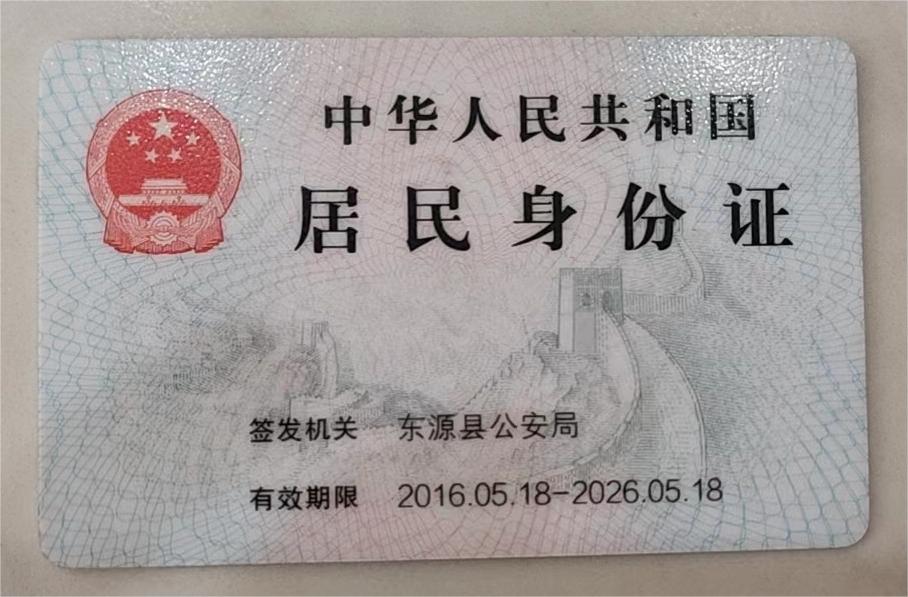 中华人民共和国
居民身份证
签发机关 东源县公安局
有效期限 2016.05.18-2026.05.18